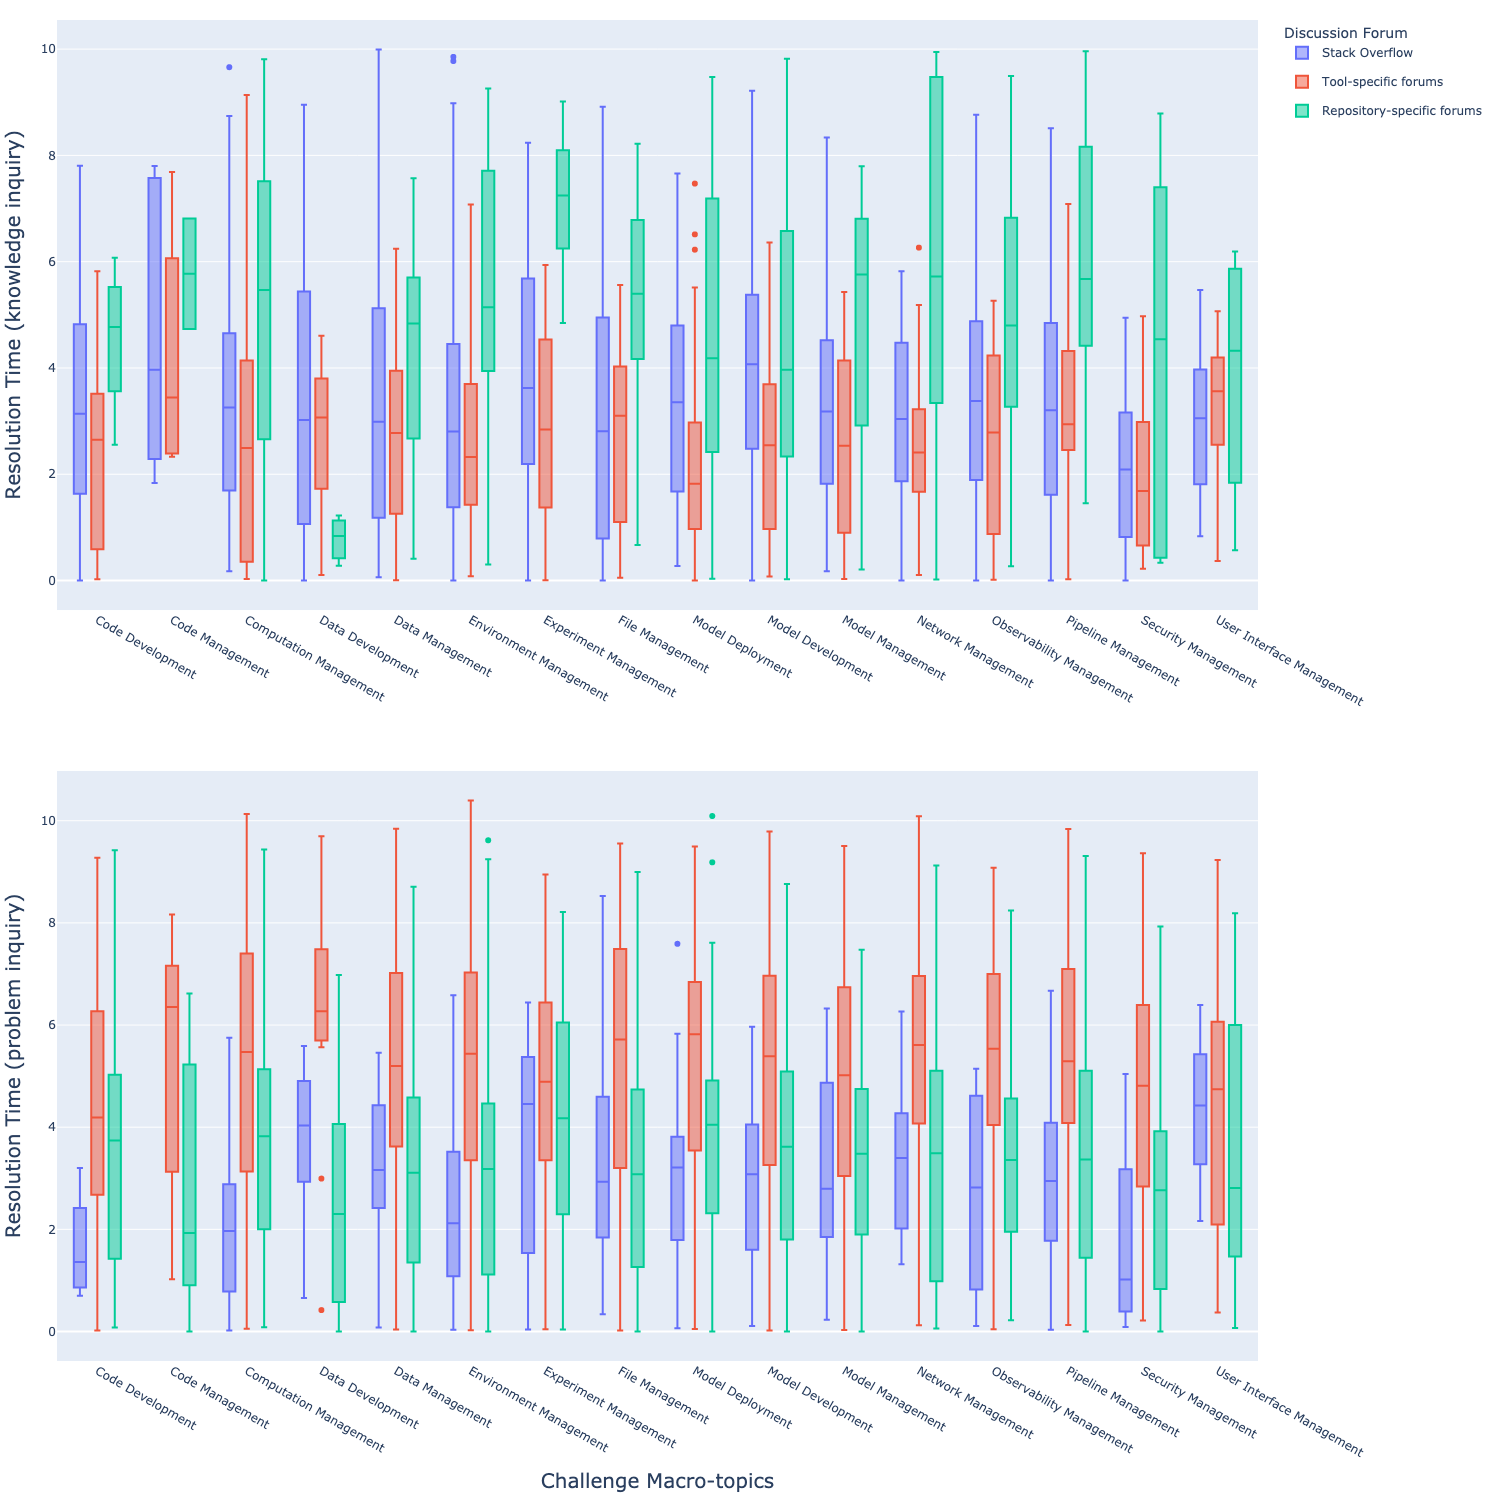 Discussion Forum
Stack Overflow
Tool-specific forums
Repository-specific forums
Resolution Time (knowledge inquiry)
10
8
6
4
2
0
Code Development
Code Management
Computation Management
Data Development
Data Management
Environment Management
Experiment Management
File Management
Model Deployment
Model Development
Model Management
Network Management
Observability Management
Pipeline Management
Security Management
User Interface Management
Resolution Time (problem inquiry)
10
8
6
4
2
0
Code Development
Code Management
Computation Management
Data Development
Data Management
Environment Management
Experiment Management
File Management
Model Deployment
Model Development
Model Management
Network Management
Observability Management
Pipeline Management
Security Management
User Interface Management
Challenge Macro-topics